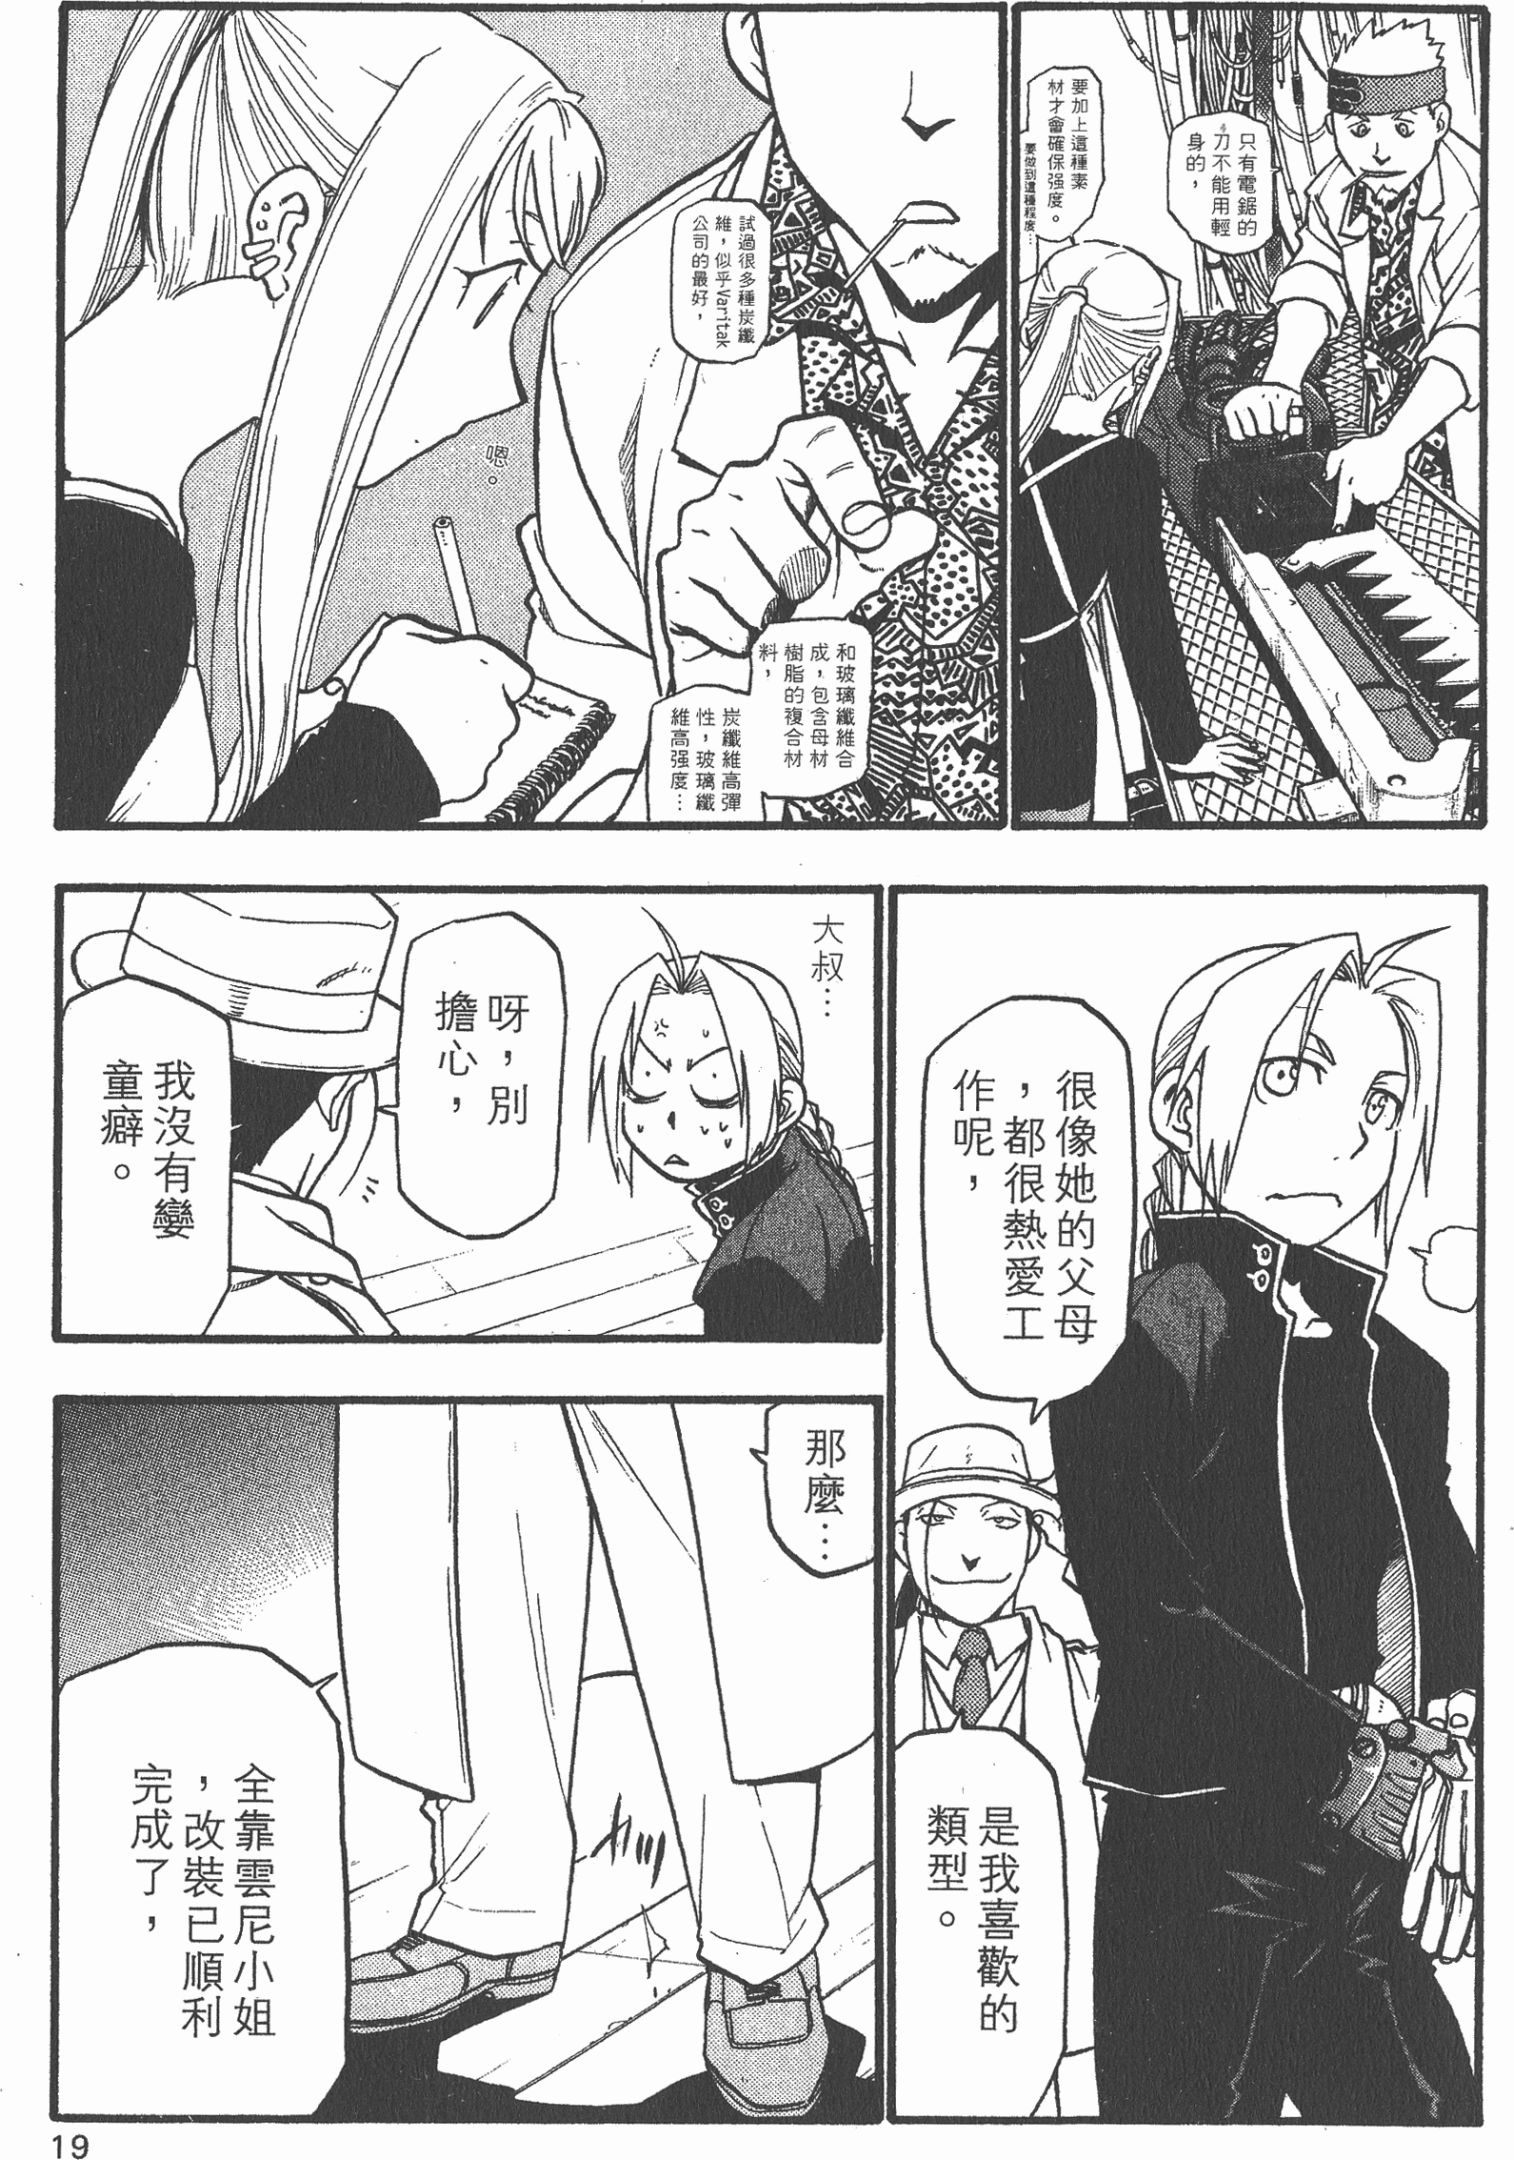 只有電鋸的
刀不能用輕
身的，
要加上這種素
材才會確保强度。
要做到這種程度…
試過很多種炭纖
維，似乎Varitak
公司的最好，
嗯。
和玻璃纖維合
成，包含母材
樹脂的複合材
料，
炭纖維高彈
性，玻璃纖
維高强度…
很像她的父母
，都很熱愛工
作呢，
是我喜歡的
類型。
大叔…
呀，別
擔心，
我沒有孌
童癖。
那麼…
全靠雲尼小姐
，改裝已順利
完成了，
19